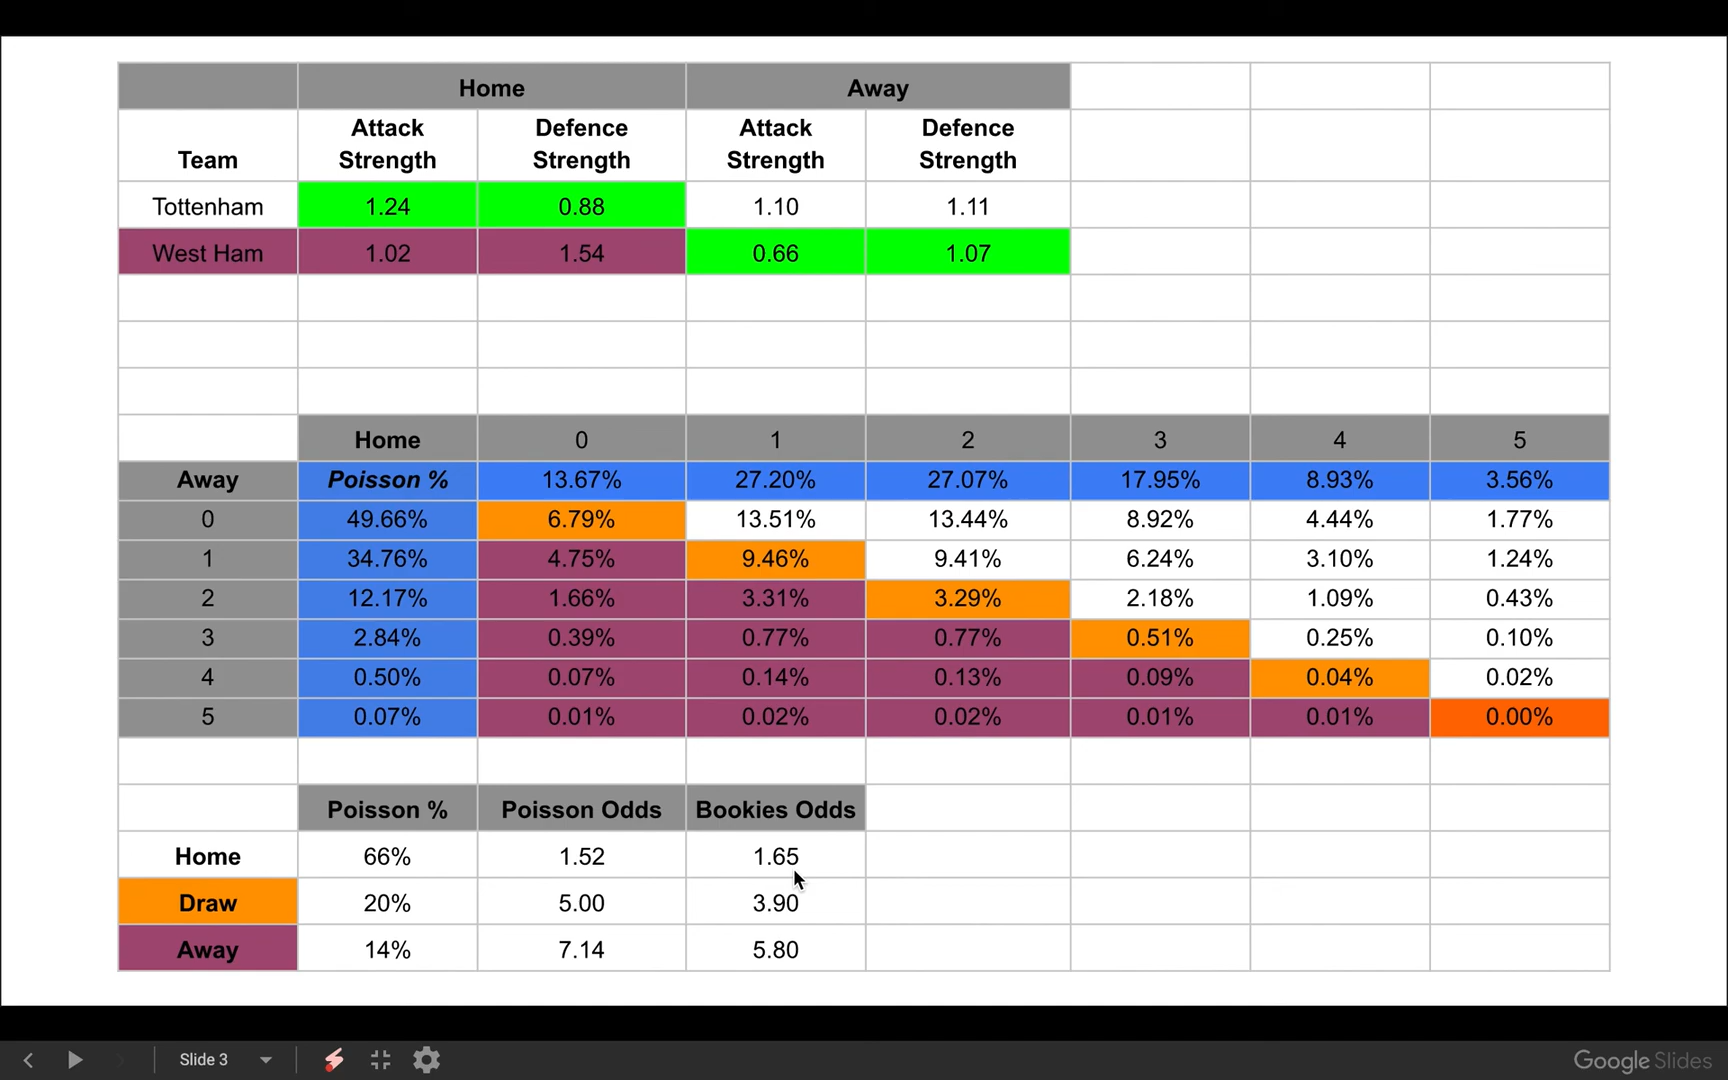 Home Away
Attack Defence Attack Defence
Team Strength Strength Strength Strength
Tottenham 1.24 0.88 1.10 1.11
West Ham 1.02 1.54 0.66 1.07
Home 0 1 2 3 4 5
Away Poisson % 13.67% 27.20% 27.07% 17.95% 8.93% 3.56%
0 49.66% 6.79% 13.51% 13.44% 8.92% 4.44% 1.77%
1 34.76% 4.75% 9.46% 9.41% 6.24% 3.10% 1.24%
2 12.17% 1.66% 3.31% 3.29% 2.18% 1.09% 0.43%
3 2.84% 0.39% 0.77% 0.77% 0.51% 0.25% 0.10%
4 0.50% 0.07% 0.14% 0.13% 0.09% 0.04% 0.02%
5 0.07% 0.01% 0.02% 0.02% 0.01% 0.01% 0.00%
Poisson % Poisson Odds Bookies Odds
Home 66% 1.52 1.65
Draw 20% 5.00 3.90
Away 14% 7.14 5.80
Slide 3 Google Slides